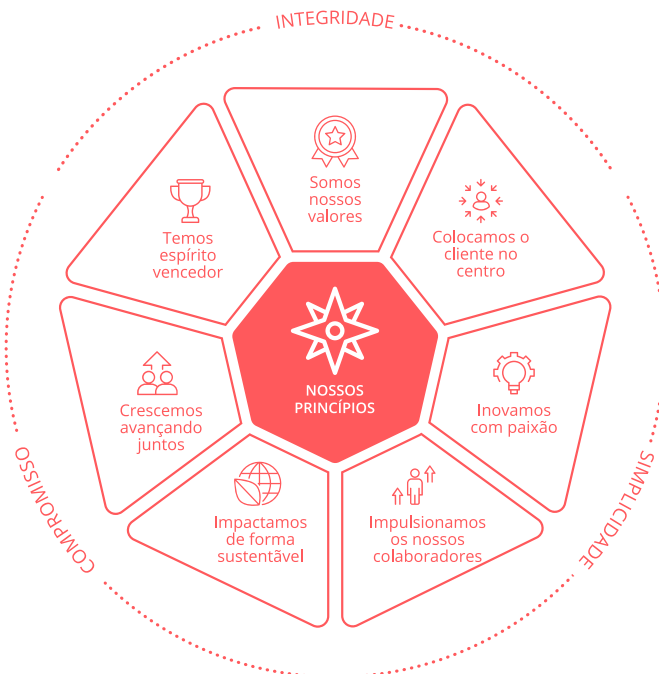 INTEGRIDADE
Somos
nossos
valores
Colocamos o
cliente no
centro
Inovamos
com paixão
Impulsionamos
os nossos
colaboradores
Impactamos
de forma
sustentãvel
Crescemos
avançando
juntos
Temos
espírito
vencedor
NOSSOS
PRINCÍPIOS
SIMPLICIDADE
COMPROMISSO